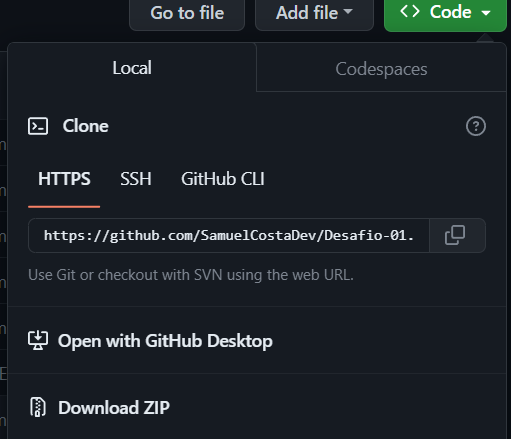 Go to file
Add file
<> Code
Local
Codespaces
Clone
HTTPS
SSH
GitHub CLI
https://github.com/SamuelCostaDev/Desafio-01.
Use Git or checkout with SVN using the web URL.
Open with GitHub Desktop
Download ZIP